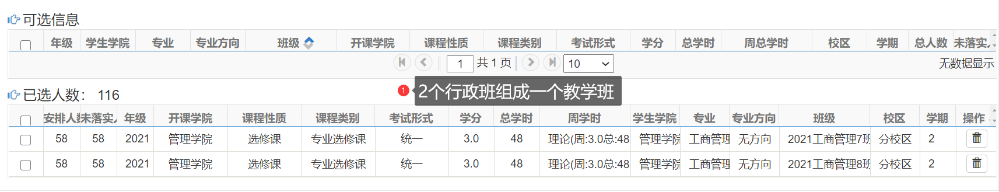 可选信息
年级 学生学院 专业 专业方向 班级 开课学院 课程性质 课程类别 考试形式 学分 总学时 周总学时 校区 学期 总人数 未落实
1 共 1 页 10 无数据显示
已选人数： 116
1 2个行政班组成一个教学班
安排人数 未落实 年级 开课学院 课程性质 课程类别 考试形式 学分 总学时 周学时 学生学院 专业 专业方向 班级 校区 学期 操作
58 58 2021 管理学院 选修课 专业选修课 统一 3.0 48 理论(周:3.0总:48 管理学院 工商管理 无方向 2021工商管理7班 分校区 2
58 58 2021 管理学院 选修课 专业选修课 统一 3.0 48 理论(周:3.0总:48 管理学院 工商管理 无方向 2021工商管理8班 分校区 2